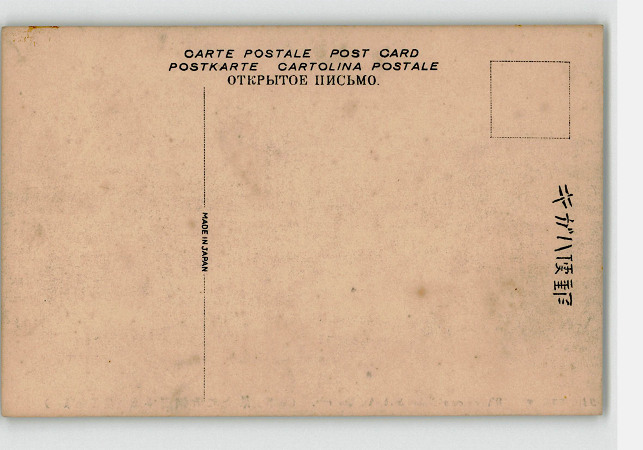 CARTE POSTALE POST CARD
POSTKARTE CARTOLINA POSTALE
ОТКРЫТОЕ ПИСЬМО.
MADE IN JAPAN
郵便ハガキ